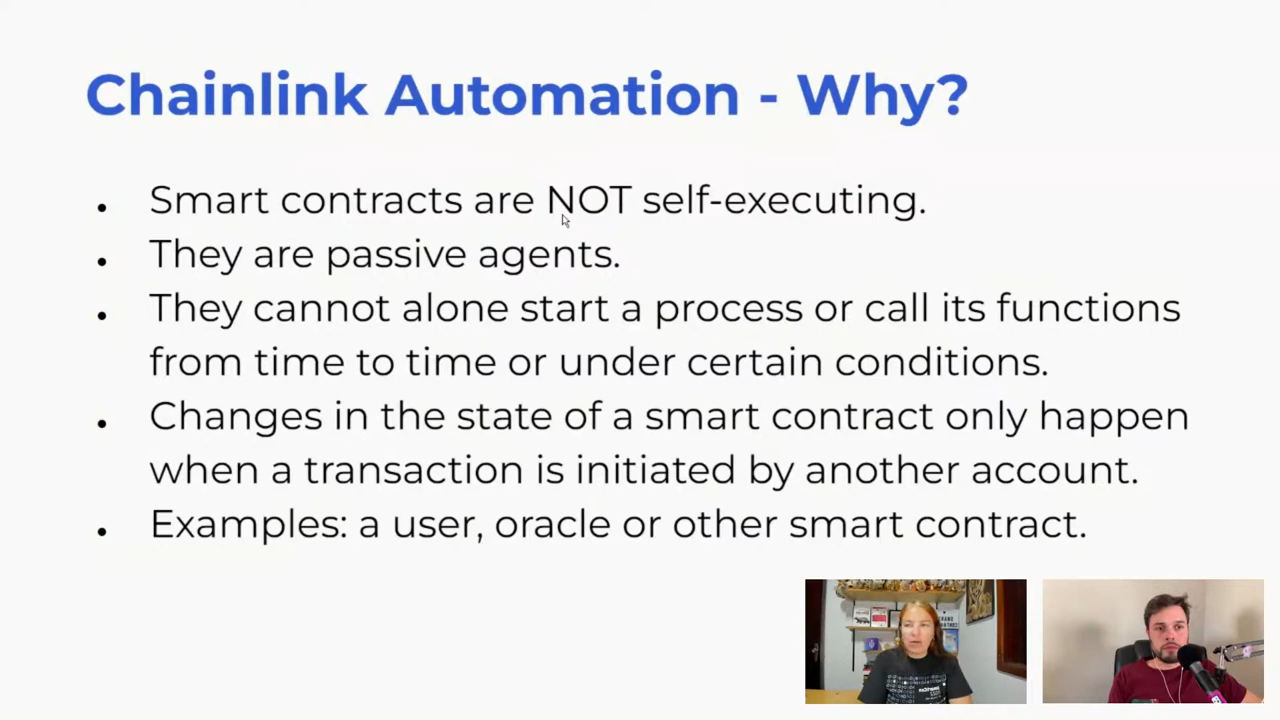 Chainlink Automation - Why?
• Smart contracts are NOT self-executing.
• They are passive agents.
• They cannot alone start a process or call its functions
from time to time or under certain conditions.
• Changes in the state of a smart contract only happen
when a transaction is initiated by another account.
• Examples: a user, oracle or other smart contract.